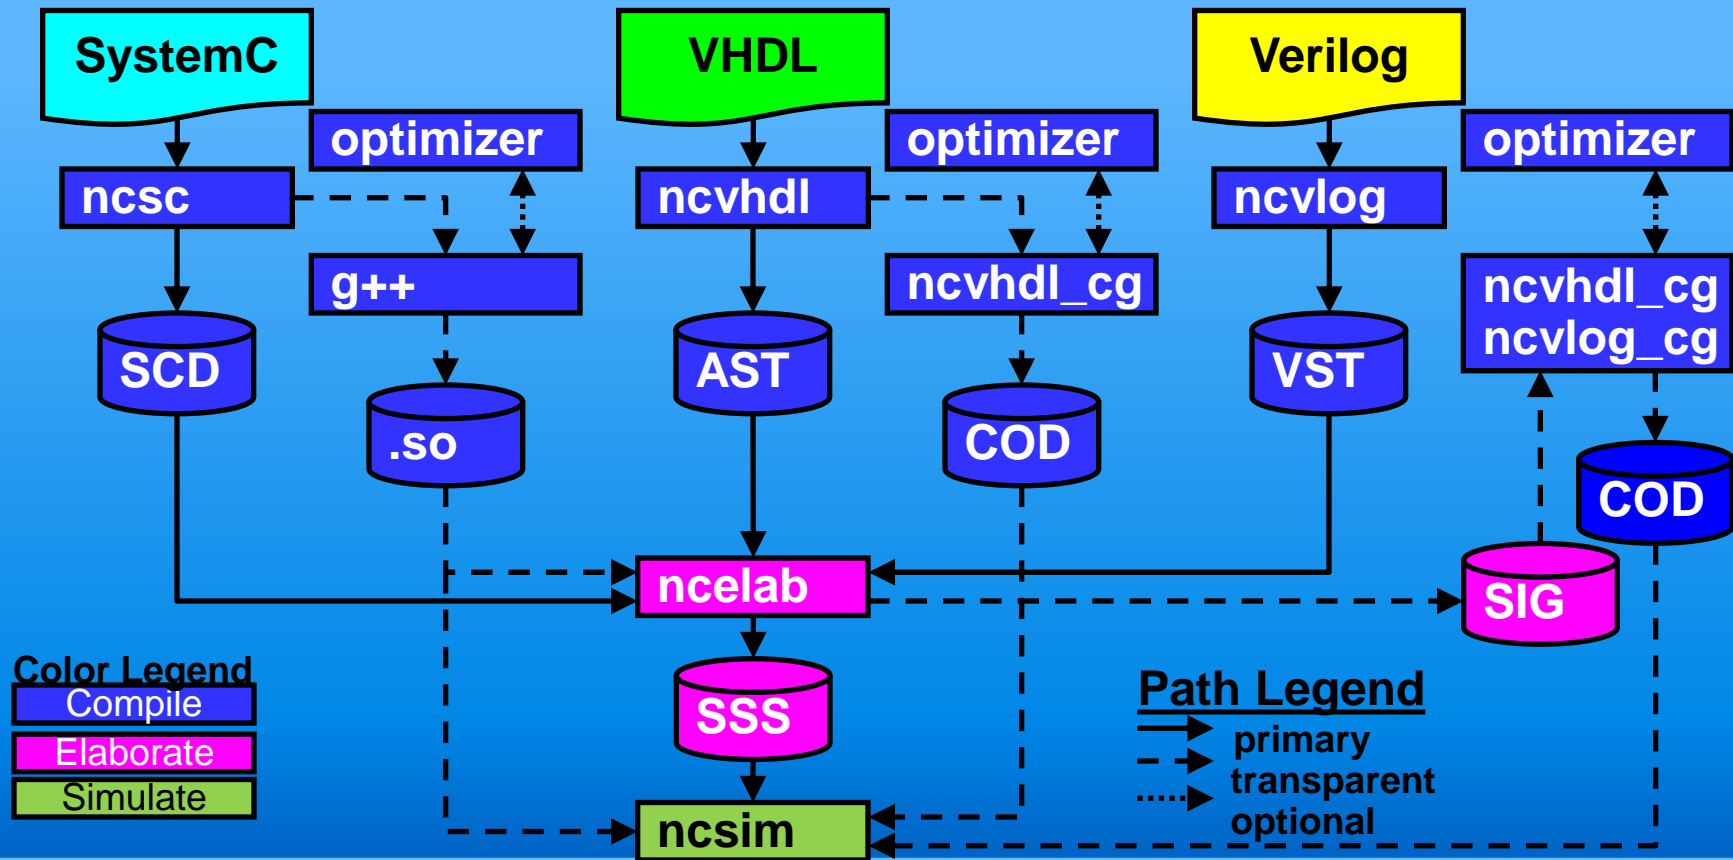 SystemC
VHDL
Verilog
optimizer
optimizer
optimizer
ncsc
ncvhdl
ncvlog
g++
ncvhdl_cg
ncvhdl_cg
ncvlog_cg
SCD
AST
VST
.so
COD
COD
ncelab
SIG
Color Legend
Compile
Elaborate
Simulate
SSS
Path Legend
primary
transparent
optional
ncsim